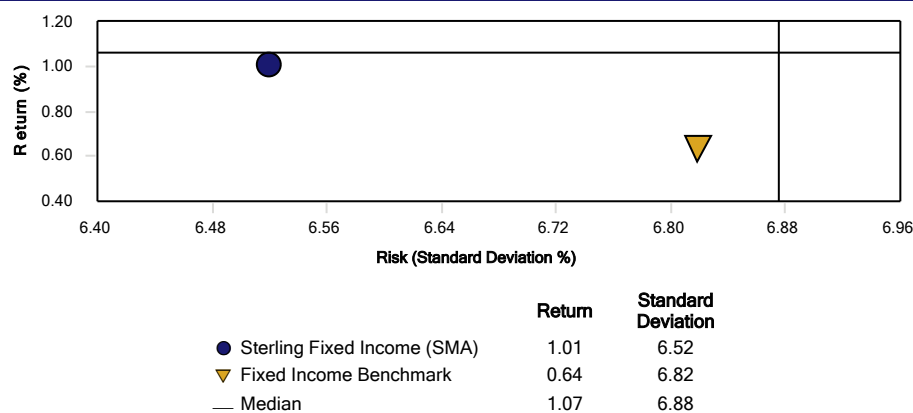 1.20
1.00
0.80
0.60
0.40
Return (%)
6.40 6.48 6.56 6.64 6.72 6.80 6.88 6.96
Risk (Standard Deviation %)
Return Standard Deviation
Sterling Fixed Income (SMA) 1.01 6.52
Fixed Income Benchmark 0.64 6.82
Median 1.07 6.88